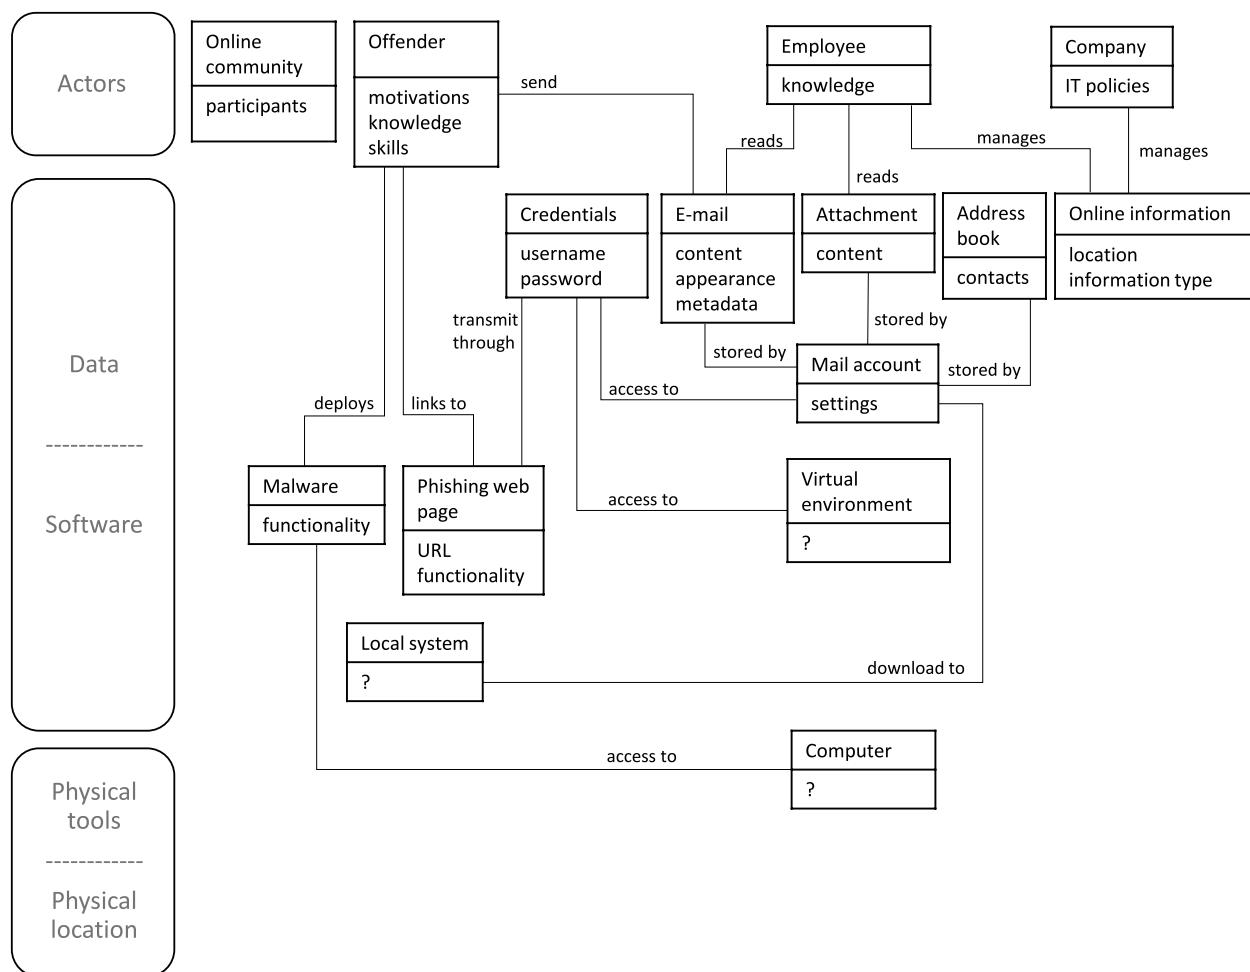 Actors
Online
community
participants
Offender
motivations
knowledge
skills
send
Employee
knowledge
Company
IT policies
reads
reads
manages
manages
Data
------------
Software
Credentials
username
password
E-mail
content
appearance
metadata
Attachment
content
Address
book
contacts
Online information
location
information type
transmit
through
stored by
stored by
stored by
Mail account
settings
access to
deploys
links to
Malware
functionality
Phishing web
page
URL
functionality
access to
Virtual
environment
?
Local system
?
download to
Physical
tools
------------
Physical
location
access to
Computer
?